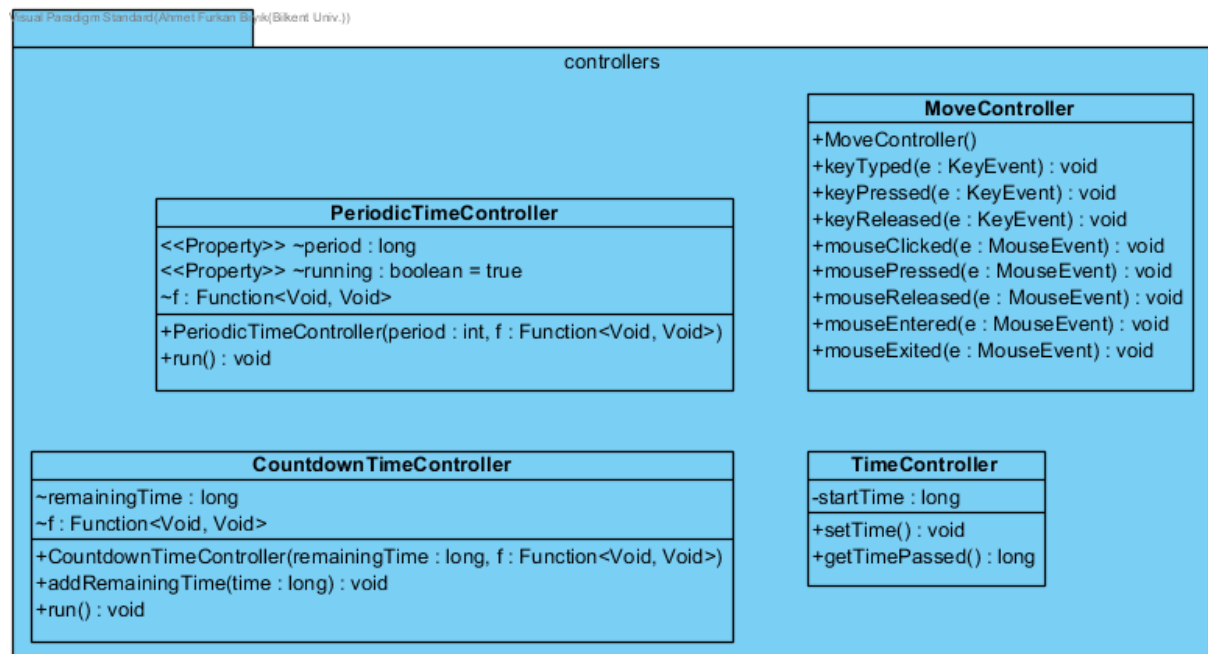 Visual Paradigm Standard(Ahmet Furkan Bıyık(Bilkent Univ.))
controllers
MoveController
+MoveController()
+keyTyped(e : KeyEvent) : void
+keyPressed(e : KeyEvent) : void
+keyReleased(e : KeyEvent) : void
+mouseClicked(e : MouseEvent) : void
+mousePressed(e : MouseEvent) : void
+mouseReleased(e : MouseEvent) : void
+mouseEntered(e : MouseEvent) : void
+mouseExited(e : MouseEvent) : void
PeriodicTimeController
<<Property>> ~period : long
<<Property>> ~running : boolean = true
~f : Function<Void, Void>
+PeriodicTimeController(period : int, f : Function<Void, Void>)
+run() : void
CountdownTimeController
~remainingTime : long
~f : Function<Void, Void>
+CountdownTimeController(remainingTime : long, f : Function<Void, Void>)
+addRemainingTime(time : long) : void
+run() : void
TimeController
-startTime : long
+setTime() : void
+getTimePassed() : long